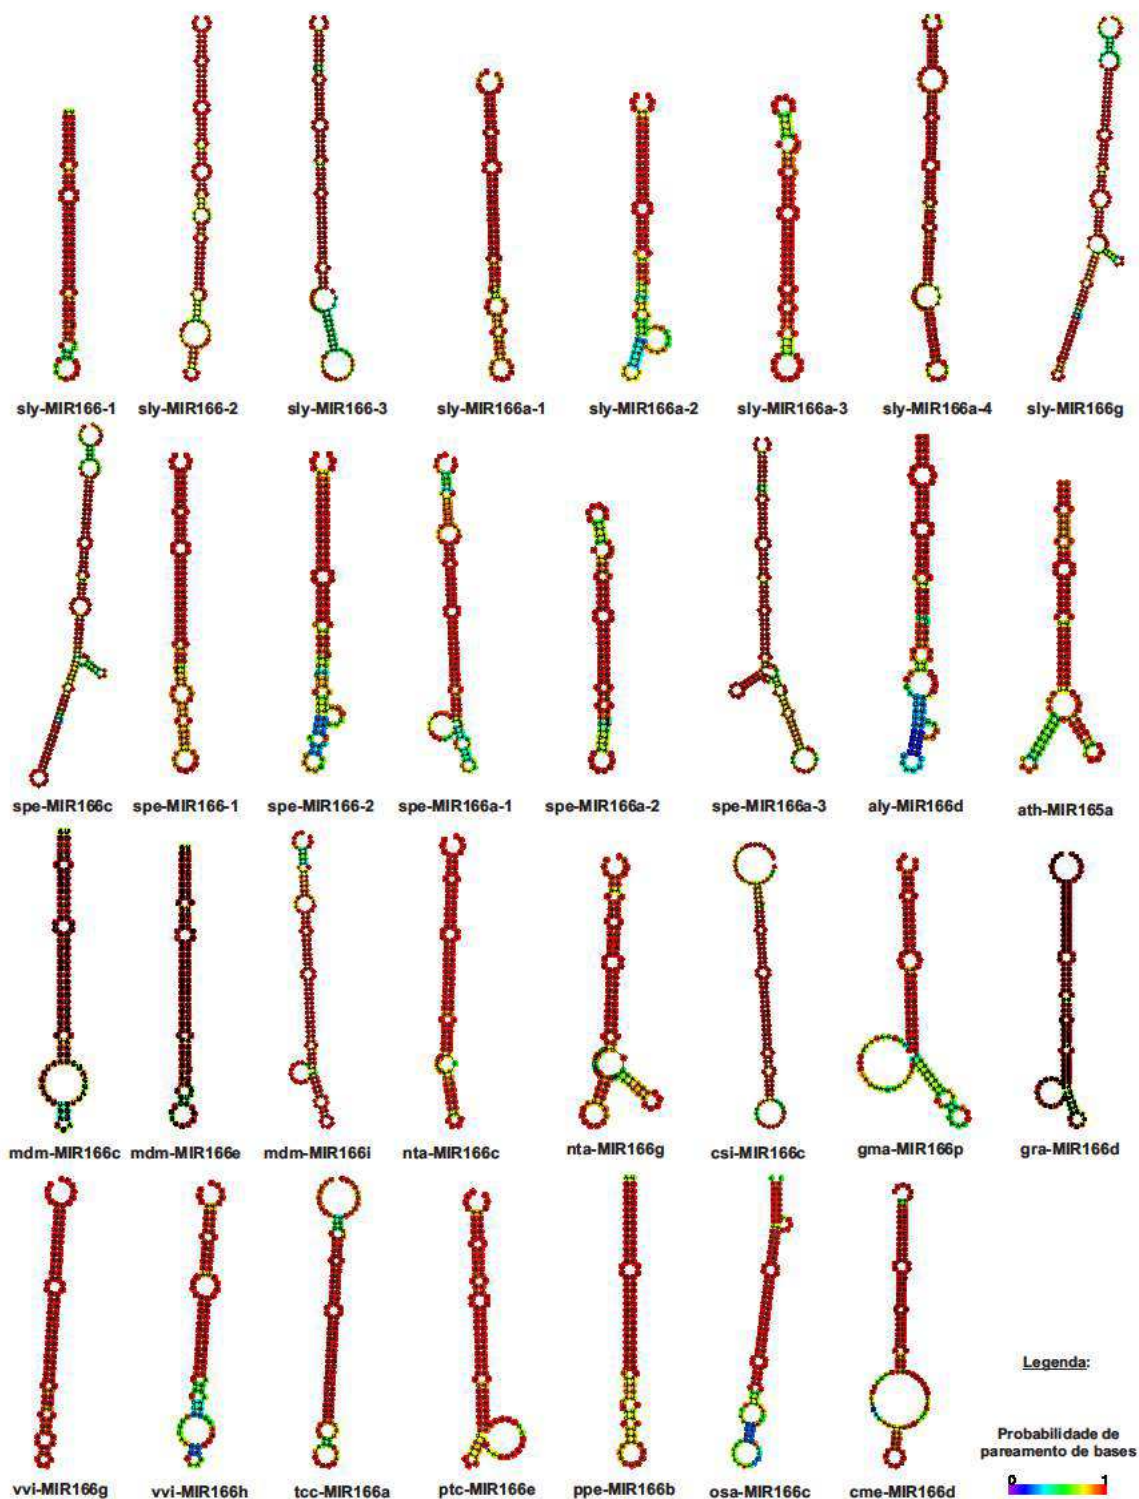 sly-MIR166-1 sly-MIR166-2 sly-MIR166-3 sly-MIR166a-1 sly-MIR166a-2 sly-MIR166a-3 sly-MIR166a-4 sly-MIR166g
spe-MIR166c spe-MIR166-1 spe-MIR166-2 spe-MIR166a-1 spe-MIR166a-2 spe-MIR166a-3 aly-MIR166d ath-MIR165a
mdm-MIR166c mdm-MIR166e mdm-MIR166i nta-MIR166c nta-MIR166g csi-MIR166c gma-MIR166p gra-MIR166d
Legenda:
Probabilidade de
pareamento de bases
0 1
vvi-MIR166g vvi-MIR166h tcc-MIR166a ptc-MIR166e ppe-MIR166b osa-MIR166c cme-MIR166d